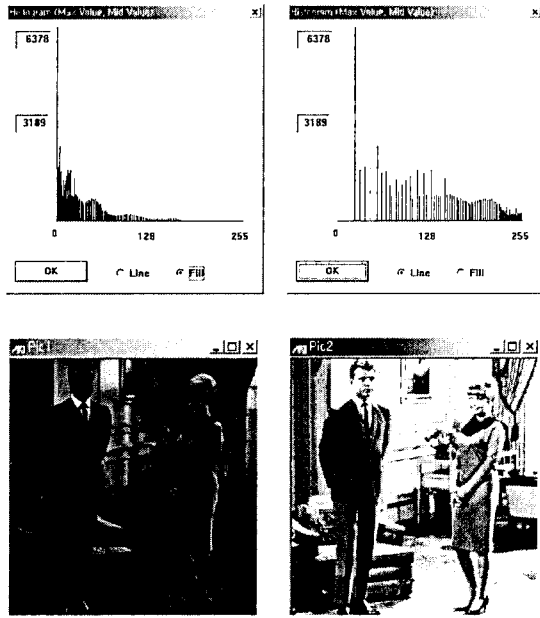 Histogram (Max Value, Mid Value)
6378
3189
0 128 255
OK Line Fill
Histogram (Max Value, Mid Value)
6378
3189
0 128 255
OK Line Fill
Pic1
Pic2